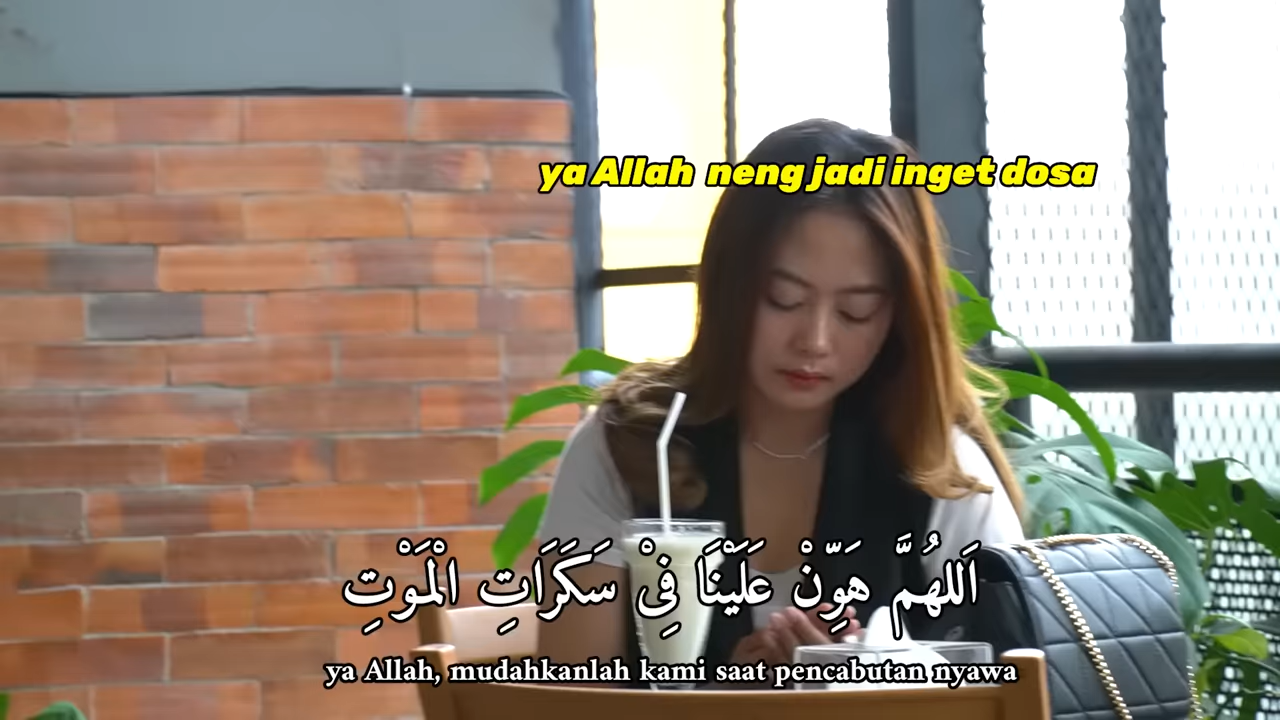 ya Allah neng jadi inget dosa
اَللهُمَّ هَوِّنْ عَلَيْنَا فِىْ سَكَرَاتِ الْمَوْتِ
ya Allah, mudahkanlah kami saat pencabutan nyawa